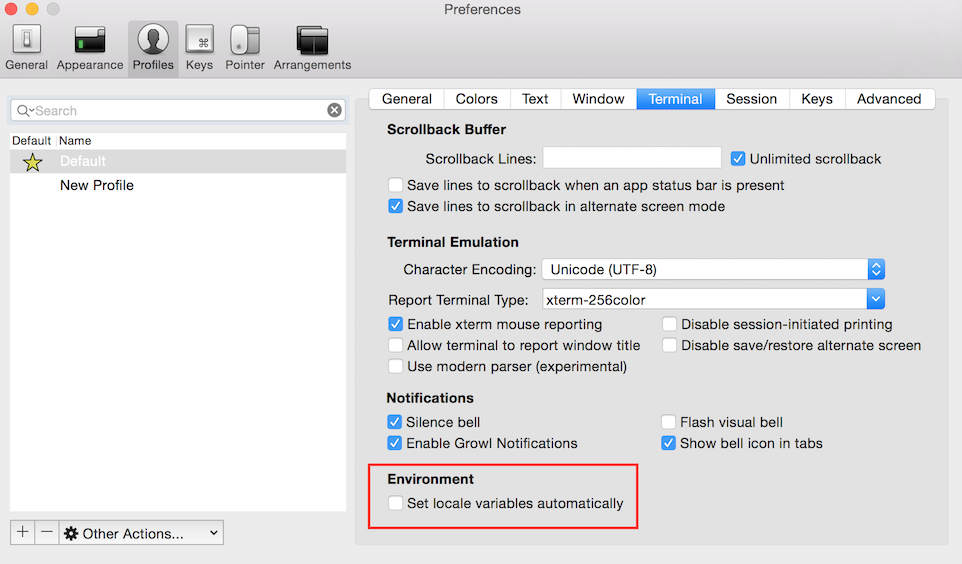 Preferences
General Appearance Profiles Keys Pointer Arrangements
Search
Default Name
Default
New Profile
Other Actions...
General Colors Text Window Terminal Session Keys Advanced
Scrollback Buffer
Scrollback Lines: Unlimited scrollback
Save lines to scrollback when an app status bar is present
Save lines to scrollback in alternate screen mode
Terminal Emulation
Character Encoding: Unicode (UTF-8)
Report Terminal Type: xterm-256color
Enable xterm mouse reporting Disable session-initiated printing
Allow terminal to report window title Disable save/restore alternate screen
Use modern parser (experimental)
Notifications
Silence bell Flash visual bell
Enable Growl Notifications Show bell icon in tabs
Environment
Set locale variables automatically